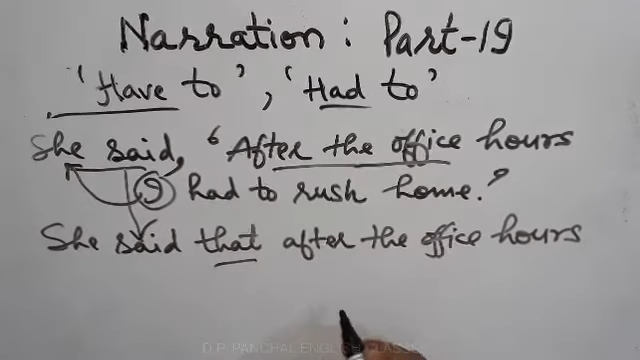 Narration : Part-19
'Have to', 'Had to'
She said, 'After the office hours
I had to rush home.'
She said that after the office hours
D.P. PANCHAL ENGLISH CLASSES